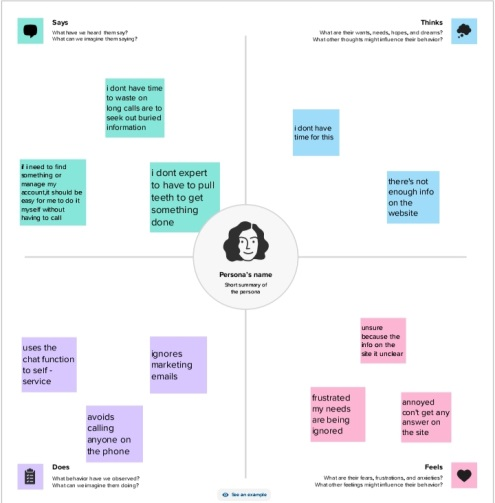 Says
What have we heard them say?
What can we imagine them saying?
Thinks
What are their wants, needs, hopes, and dreams?
What other thoughts might influence their behavior?
i dont have time
to waste on
long calls are to
seek out buried
information
i dont have
time for this
if i need to find
something or
manage my
account,it should be
easy for me to do it
myself without
having to call
i dont expert
to have to pull
teeth to get
something
done
there's not
enough info
on the
website
Persona's name
Short summary of
the persona
uses the
chat function
to self -
service
ignores
marketing
emails
avoids
calling
anyone on
the phone
unsure
because the
info on the
site it unclear
frustrated
my needs
are being
ignored
annoyed
con't get any
answer on
the site
Does
What behavior have we observed?
What can we imagine them doing?
See an example
Feels
What are their fears, frustrations, and anxieties?
What other feelings might influence their behavior?